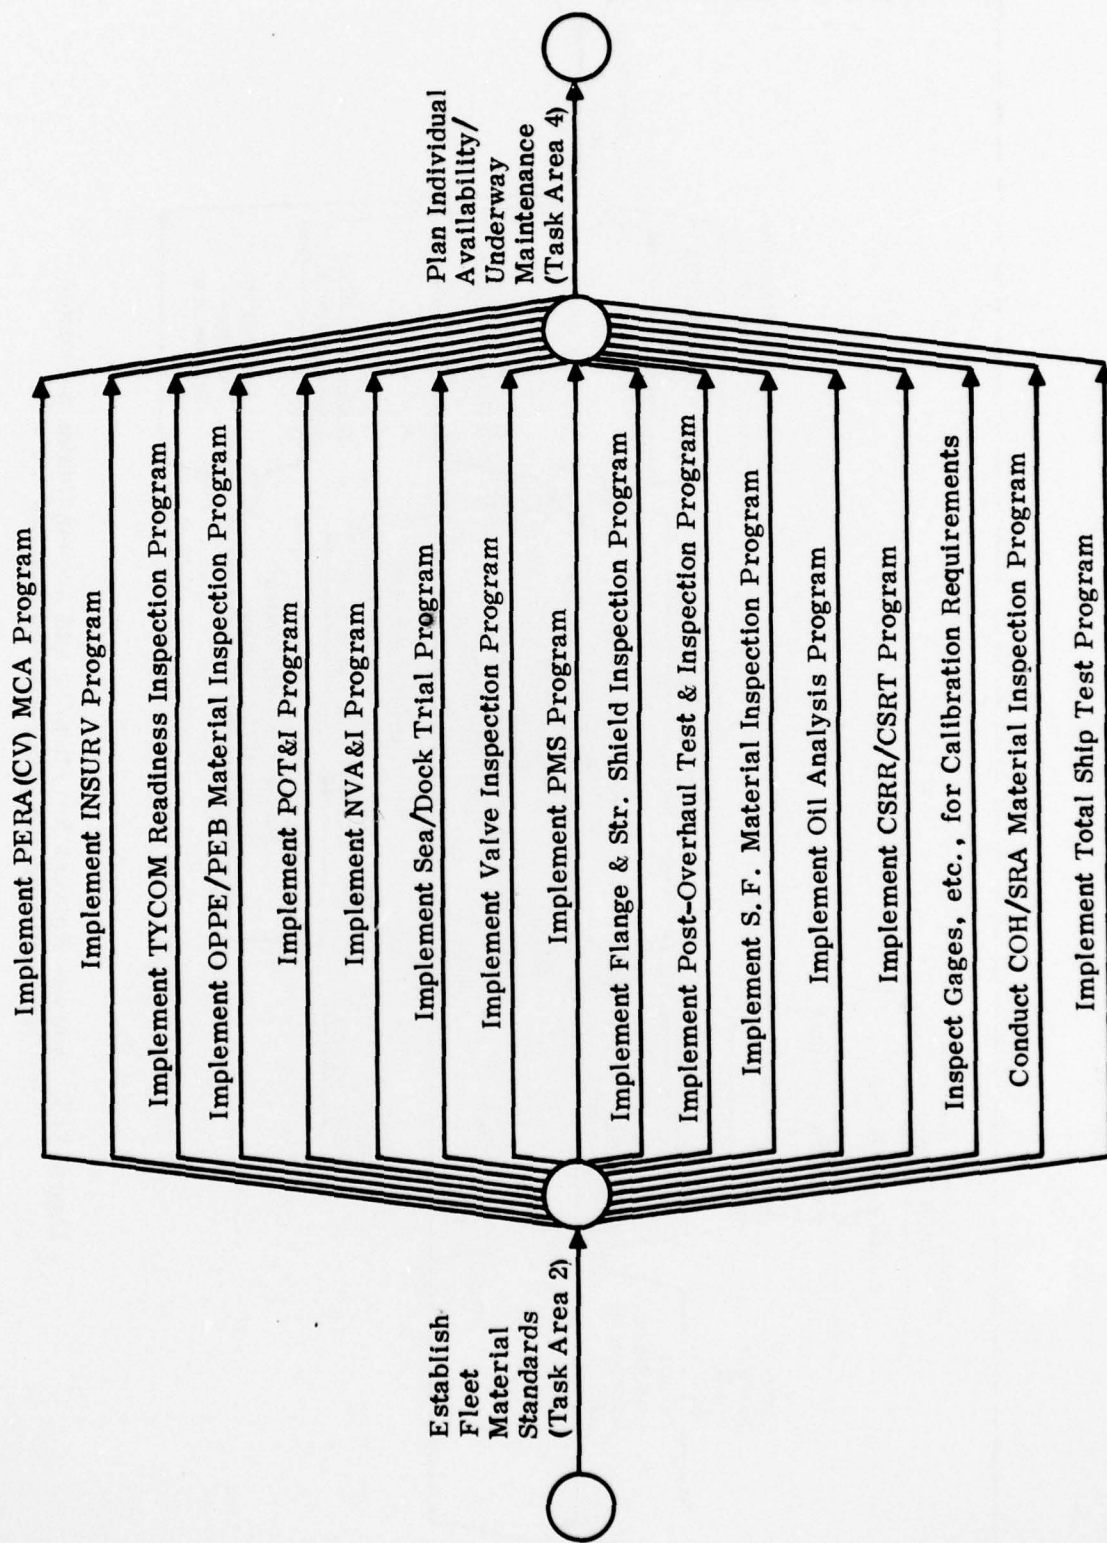 Establish
Fleet
Material
Standards
(Task Area 2)
Implement PERA(CV) MCA Program
Implement INSURV Program
Implement TYCOM Readiness Inspection Program
Implement OPPE/PEB Material Inspection Program
Implement POT&I Program
Implement NVA&I Program
Implement Sea/Dock Trial Program
Implement Valve Inspection Program
Implement PMS Program
Implement Flange & Str. Shield Inspection Program
Implement Post-Overhaul Test & Inspection Program
Implement S.F. Material Inspection Program
Implement Oil Analysis Program
Implement CSRR/CSRT Program
Inspect Gages, etc., for Calibration Requirements
Conduct COH/SRA Material Inspection Program
Implement Total Ship Test Program
Plan Individual
Availability/
Underway
Maintenance
(Task Area 4)